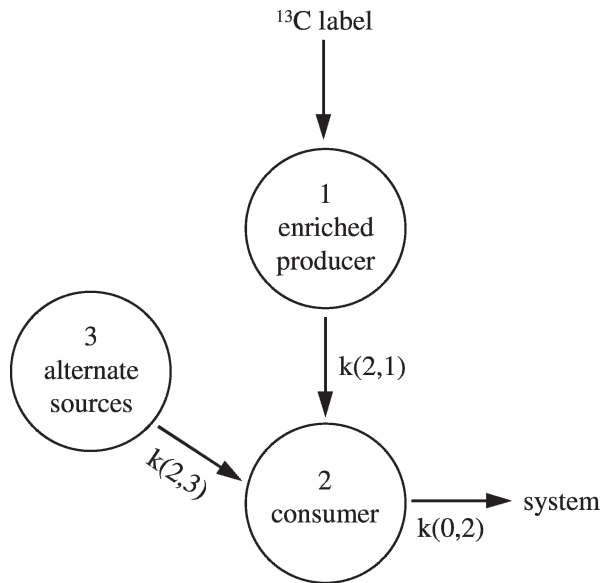 ¹³C label
1
enriched
producer
3
alternate
sources
k(2,1)
k(2,3)
2
consumer
k(0,2)
system